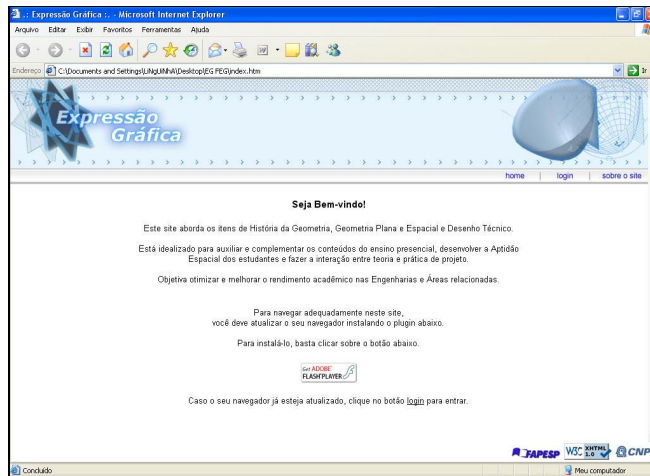 .: Expressão Gráfica :. - Microsoft Internet Explorer
Arquivo Editar Exibir Favoritos Ferramentas Ajuda
Endereço C:\Documents and Settings\LiNgUiNhA\Desktop\EG FEG\index.htm Ir
Expressão
Gráfica
home | login | sobre o site
Seja Bem-vindo!
Este site aborda os itens de História da Geometria, Geometria Plana e Espacial e Desenho Técnico.
Está idealizado para auxiliar e complementar os conteúdos do ensino presencial, desenvolver a Aptidão
Espacial dos estudantes e fazer a interação entre teoria e prática de projeto.
Objetiva otimizar e melhorar o rendimento acadêmico nas Engenharias e Áreas relacionadas.
Para navegar adequadamente neste site,
você deve atualizar o seu navegador instalando o plugin abaixo.
Para instalá-lo, basta clicar sobre o botão abaixo.
Get ADOBE
FLASH PLAYER
Caso o seu navegador já esteja atualizado, clique no botão login para entrar.
FAPESP W3C XHTML 1.0 CNP
Concluído Meu computador